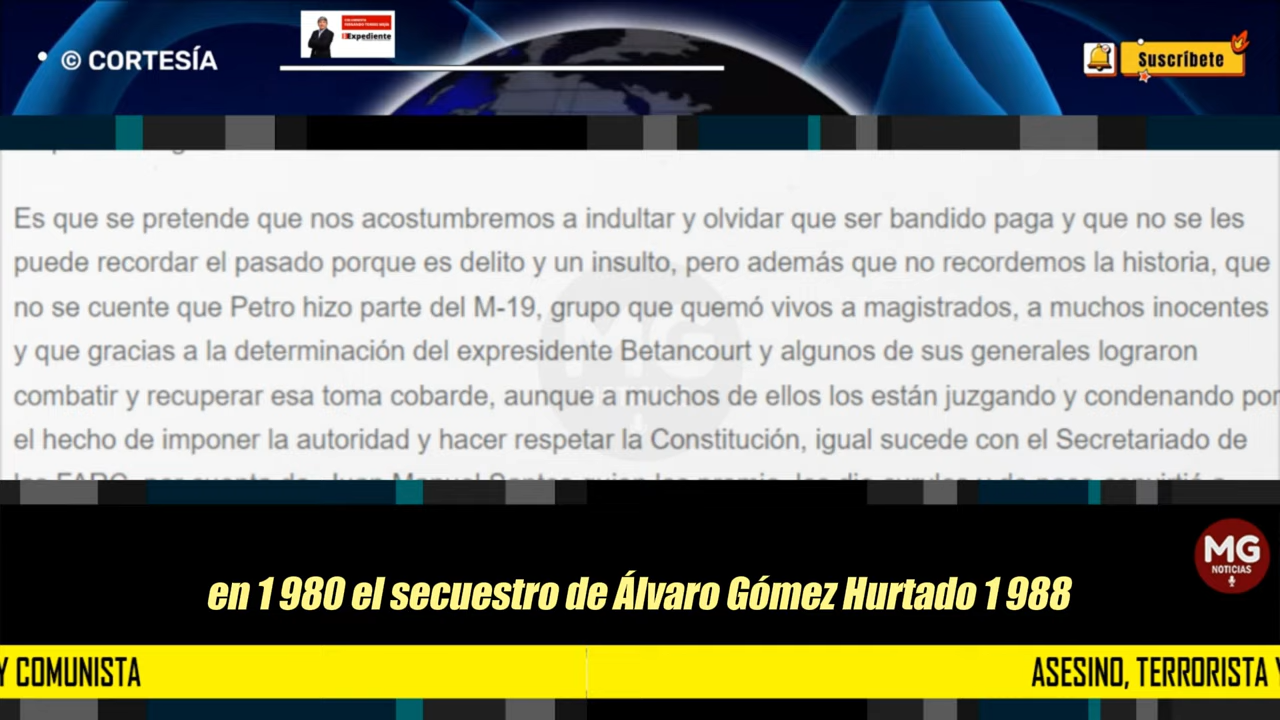 © CORTESÍA
Expediente
Suscríbete
Es que se pretende que nos acostumbremos a indultar y olvidar que ser bandido paga y que no se les
puede recordar el pasado porque es delito y un insulto, pero además que no recordemos la historia, que
no se cuente que Petro hizo parte del M-19, grupo que quemó vivos a magistrados, a muchos inocentes
y que gracias a la determinación del expresidente Betancourt y algunos de sus generales lograron
combatir y recuperar esa toma cobarde, aunque a muchos de ellos los están juzgando y condenando por
el hecho de imponer la autoridad y hacer respetar la Constitución, igual sucede con el Secretariado de
MG
NOTICIAS
en 1 980 el secuestro de Álvaro Gómez Hurtado 1 988
Y COMUNISTA
ASESINO, TERRORISTA Y